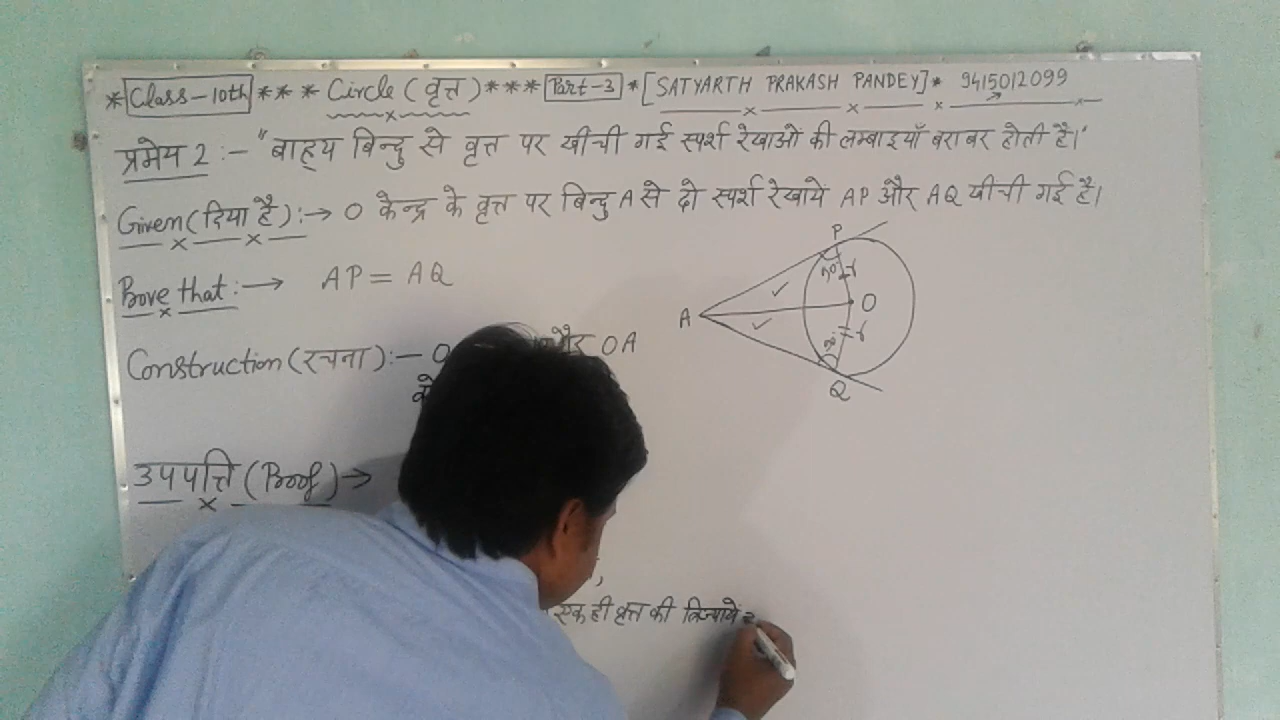 *[Class-10th]*** Circle (वृत्त)***[Part-3]*[SATYARTH PRAKASH PANDEY]* 9415012099
प्रमेय 2:- "बाह्य बिन्दु से वृत्त पर खीची गई स्पर्श रेखाओ की लम्बाइयाँ बराबर होती है।"
Given(दिया है):→ O केन्द्र के वृत्त पर बिन्दु A से दो स्पर्श रेखाये AP और AQ खीची गई है।
Prove that:→ AP = AQ
Construction(रचना):- O और OA
उपपत्ति (Proof)→
एक ही वृत्त की त्रिज्याये
P
90° r
A
O
90° r
Q